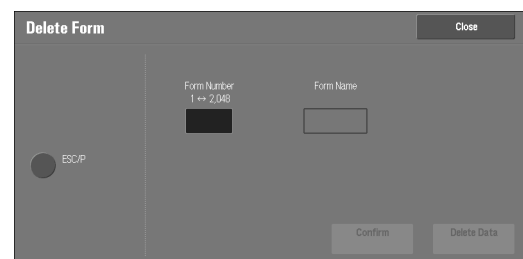 Delete Form
Close
Form Number
1 ↔ 2,048
Form Name
ESC/P
Confirm
Delete Data